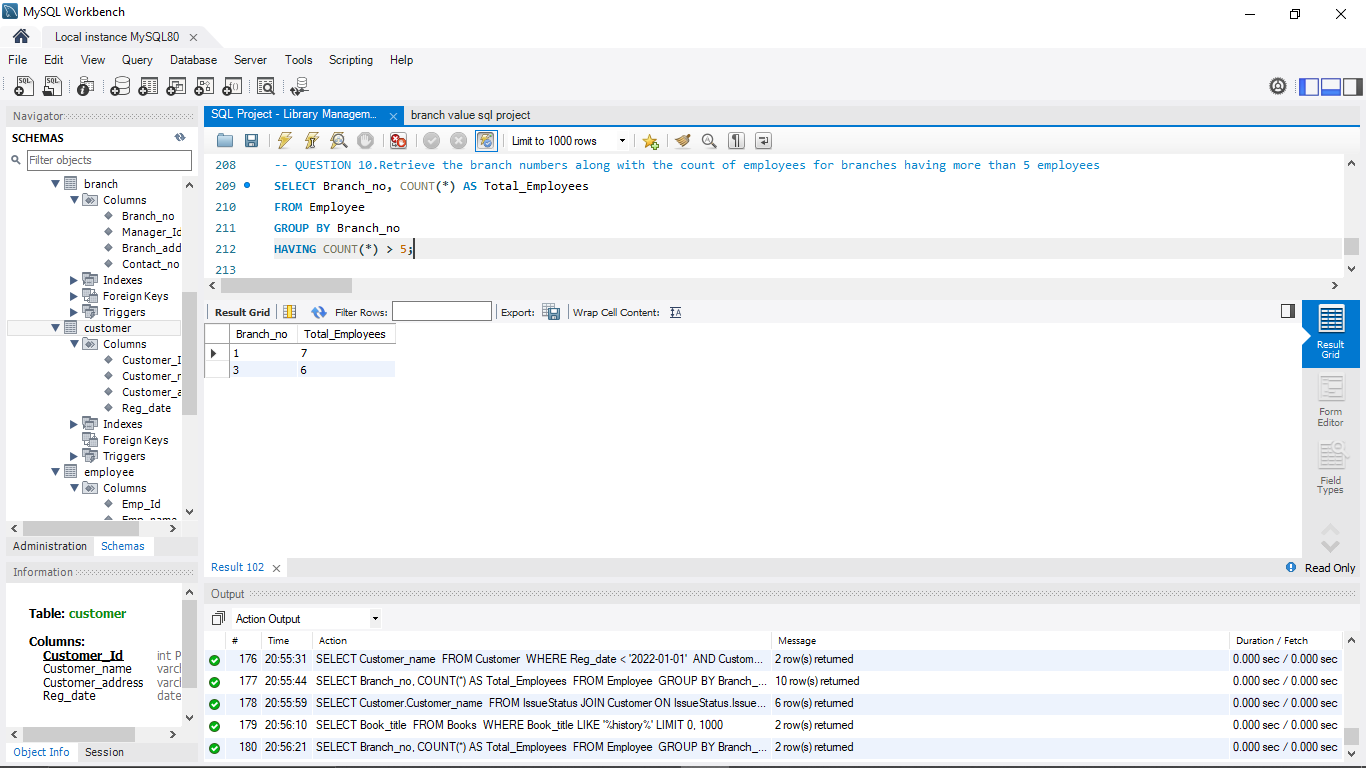 MySQL Workbench
Local instance MySQL80
File Edit View Query Database Server Tools Scripting Help
Navigator
SCHEMAS
Filter objects
branch
Columns
Branch_no
Manager_Id
Branch_add
Contact_no
Indexes
Foreign Keys
Triggers
customer
Columns
Customer_I
Customer_n
Customer_a
Reg_date
Indexes
Foreign Keys
Triggers
employee
Columns
Emp_Id
Emp_name
Administration Schemas
Information
Table: customer
Columns:
Customer_Id int P
Customer_name varch
Customer_address varch
Reg_date date
Object Info Session
SQL Project - Library Managem... branch value sql project
Limit to 1000 rows
208 -- QUESTION 10.Retrieve the branch numbers along with the count of employees for branches having more than 5 employees
209 SELECT Branch_no, COUNT(*) AS Total_Employees
210 FROM Employee
211 GROUP BY Branch_no
212 HAVING COUNT(*) > 5;
213
Result Grid Filter Rows: Export: Wrap Cell Content:
Branch_no Total_Employees
1 7
3 6
Result Grid
Form Editor
Field Types
Result 102
Read Only
Output
Action Output
# Time Action Message Duration / Fetch
176 20:55:31 SELECT Customer_name FROM Customer WHERE Reg_date < '2022-01-01' AND Custom... 2 row(s) returned 0.000 sec / 0.000 sec
177 20:55:44 SELECT Branch_no, COUNT(*) AS Total_Employees FROM Employee GROUP BY Branch_... 10 row(s) returned 0.000 sec / 0.000 sec
178 20:55:59 SELECT Customer.Customer_name FROM IssueStatus JOIN Customer ON IssueStatus.Issue... 6 row(s) returned 0.000 sec / 0.000 sec
179 20:56:10 SELECT Book_title FROM Books WHERE Book_title LIKE '%history%' LIMIT 0, 1000 2 row(s) returned 0.000 sec / 0.000 sec
180 20:56:21 SELECT Branch_no, COUNT(*) AS Total_Employees FROM Employee GROUP BY Branch_... 2 row(s) returned 0.000 sec / 0.000 sec